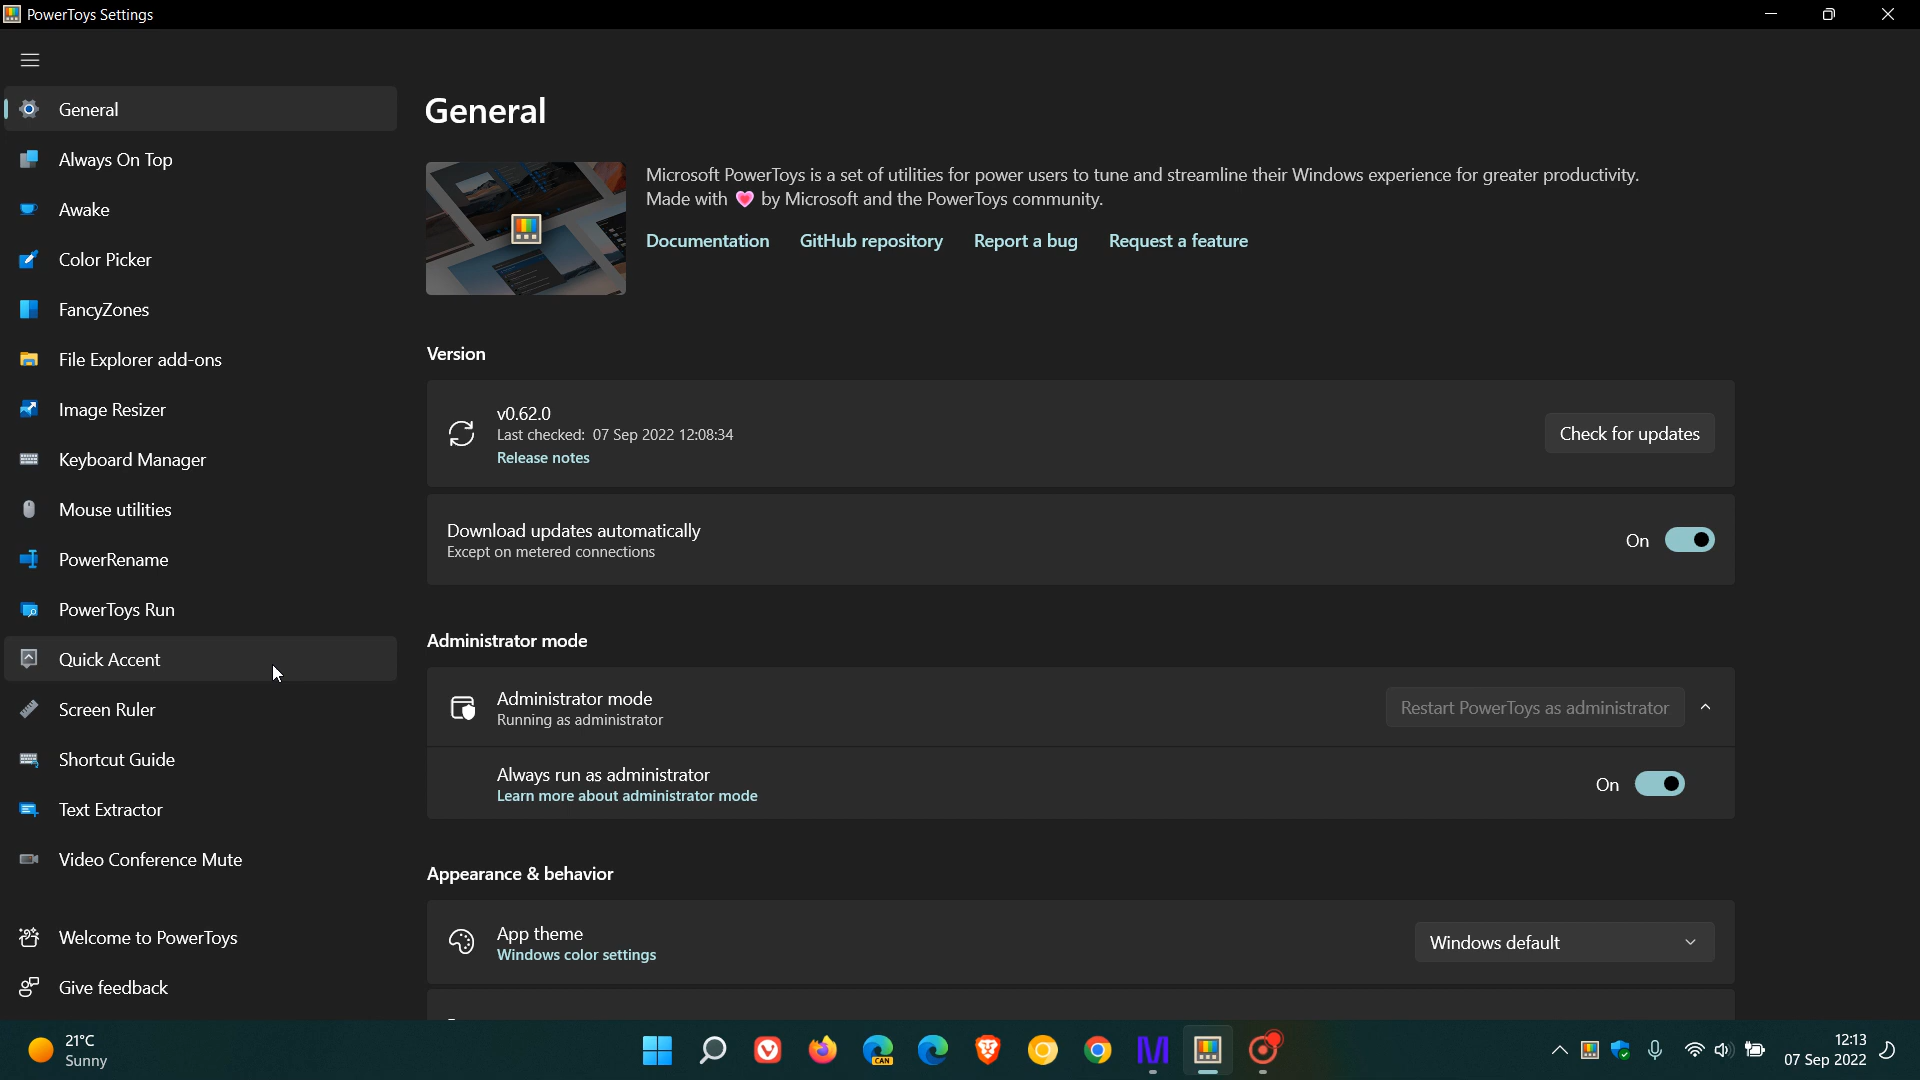 PowerToys Settings
General
Always On Top
Awake
Color Picker
FancyZones
File Explorer add-ons
Image Resizer
Keyboard Manager
Mouse utilities
PowerRename
PowerToys Run
Quick Accent
Screen Ruler
Shortcut Guide
Text Extractor
Video Conference Mute
Welcome to PowerToys
Give feedback
General
Microsoft PowerToys is a set of utilities for power users to tune and streamline their Windows experience for greater productivity.
Made with 💗 by Microsoft and the PowerToys community.
Documentation GitHub repository Report a bug Request a feature
Version
v0.62.0
Last checked: 07 Sep 2022 12:08:34
Release notes
Check for updates
Download updates automatically
Except on metered connections
On
Administrator mode
Administrator mode
Running as administrator
Restart PowerToys as administrator
Always run as administrator
Learn more about administrator mode
On
Appearance & behavior
App theme
Windows color settings
Windows default
21°C
Sunny
CAN
12:13
07 Sep 2022